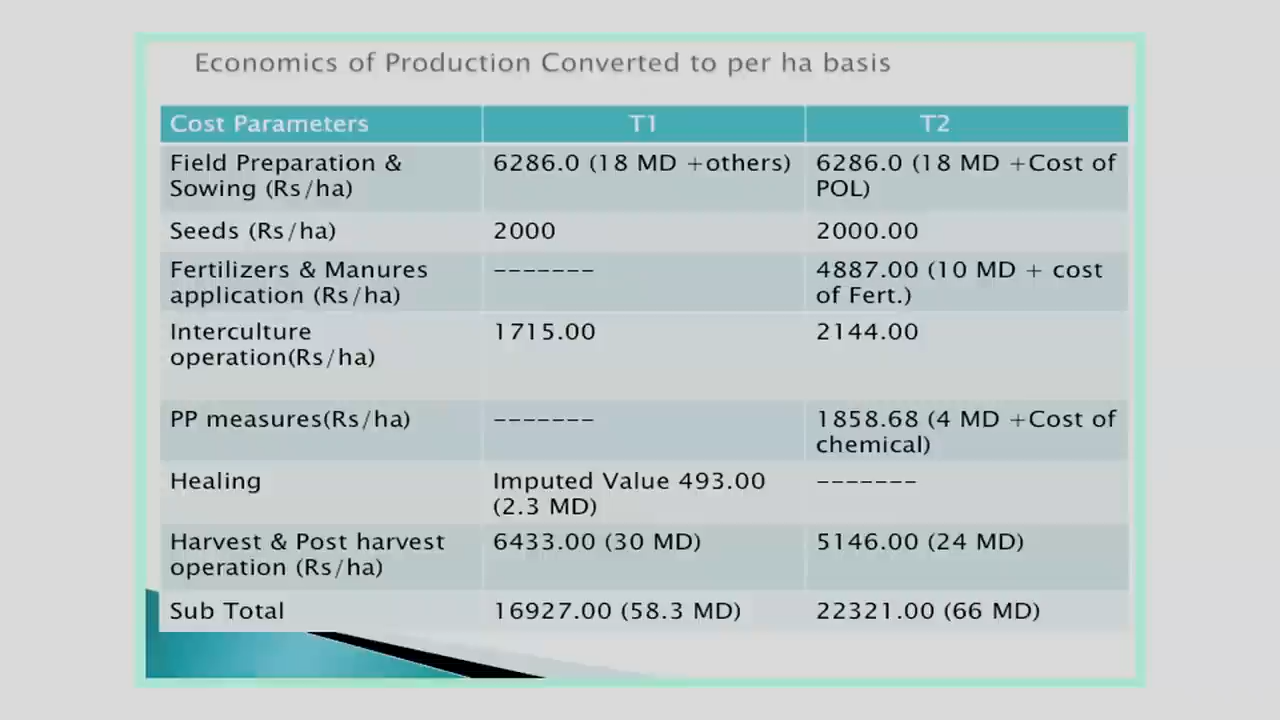 Economics of Production Converted to per ha basis
Cost Parameters T1 T2
Field Preparation & Sowing (Rs/ha) 6286.0 (18 MD +others) 6286.0 (18 MD +Cost of POL)
Seeds (Rs/ha) 2000 2000.00
Fertilizers & Manures application (Rs/ha) ------- 4887.00 (10 MD + cost of Fert.)
Interculture operation(Rs/ha) 1715.00 2144.00
PP measures(Rs/ha) ------- 1858.68 (4 MD +Cost of chemical)
Healing Imputed Value 493.00 (2.3 MD) -------
Harvest & Post harvest operation (Rs/ha) 6433.00 (30 MD) 5146.00 (24 MD)
Sub Total 16927.00 (58.3 MD) 22321.00 (66 MD)